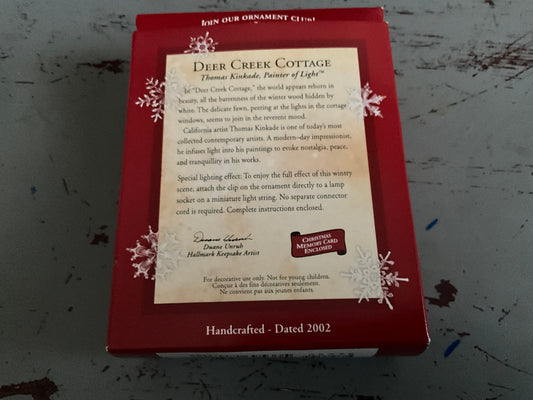 JOIN OUR ORNAMENT CLUB!
DEER CREEK COTTAGE
Thomas Kinkade, Painter of Light™
"Deer Creek Cottage," the world appears reborn in
beauty, all the barrenness of the winter wood hidden by
white. The delicate fawn, peering at the lights in the cottage
windows, seems to join in the reverent mood.
California artist Thomas Kinkade is one of today's most
collected contemporary artists. A modern-day impressionist,
he infuses light into his paintings to evoke nostalgia, peace,
and tranquillity in his works.
Special lighting effect: To enjoy the full effect of this wintry
scene, attach the clip on the ornament directly to a lamp
socket on a miniature light string. No separate connector
cord is required. Complete instructions enclosed.
Duane Unruh
Duane Unruh
Hallmark Keepsake Artist
CHRISTMAS
MEMORY CARD
ENCLOSED
For decorative use only. Not for young children.
Conçue à des fins décoratives seulement.
Ne convient pas aux jeunes enfants.
Handcrafted - Dated 2002